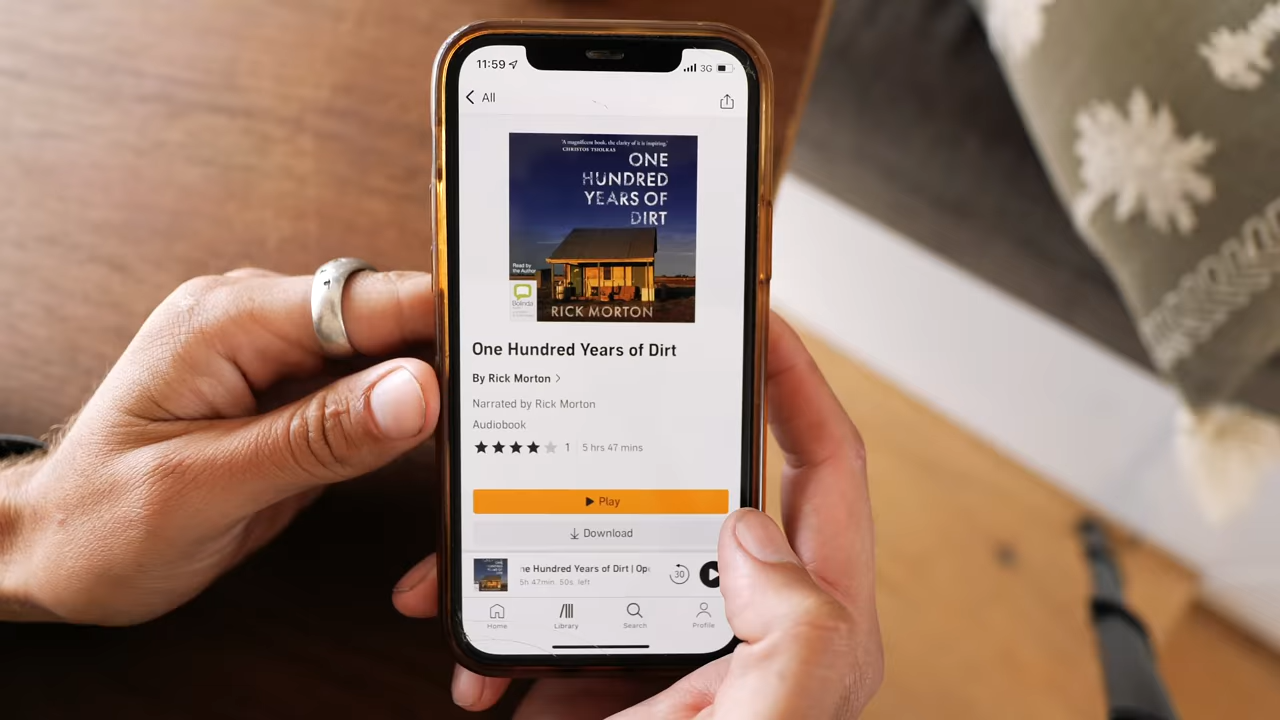 11:59
3G
All
'A magnificent book, the clarity of it is inspiring.'
CHRISTOS TSIOLKAS
ONE
HUNDRED
YEARS OF
DIRT
Read by
the Author
Bolinda
RICK MORTON
One Hundred Years of Dirt
By Rick Morton
Narrated by Rick Morton
Audiobook
1 5 hrs 47 mins
Play
Download
ne Hundred Years of Dirt | Ope
5h 47min 50s left
30
Home Library Search Profile